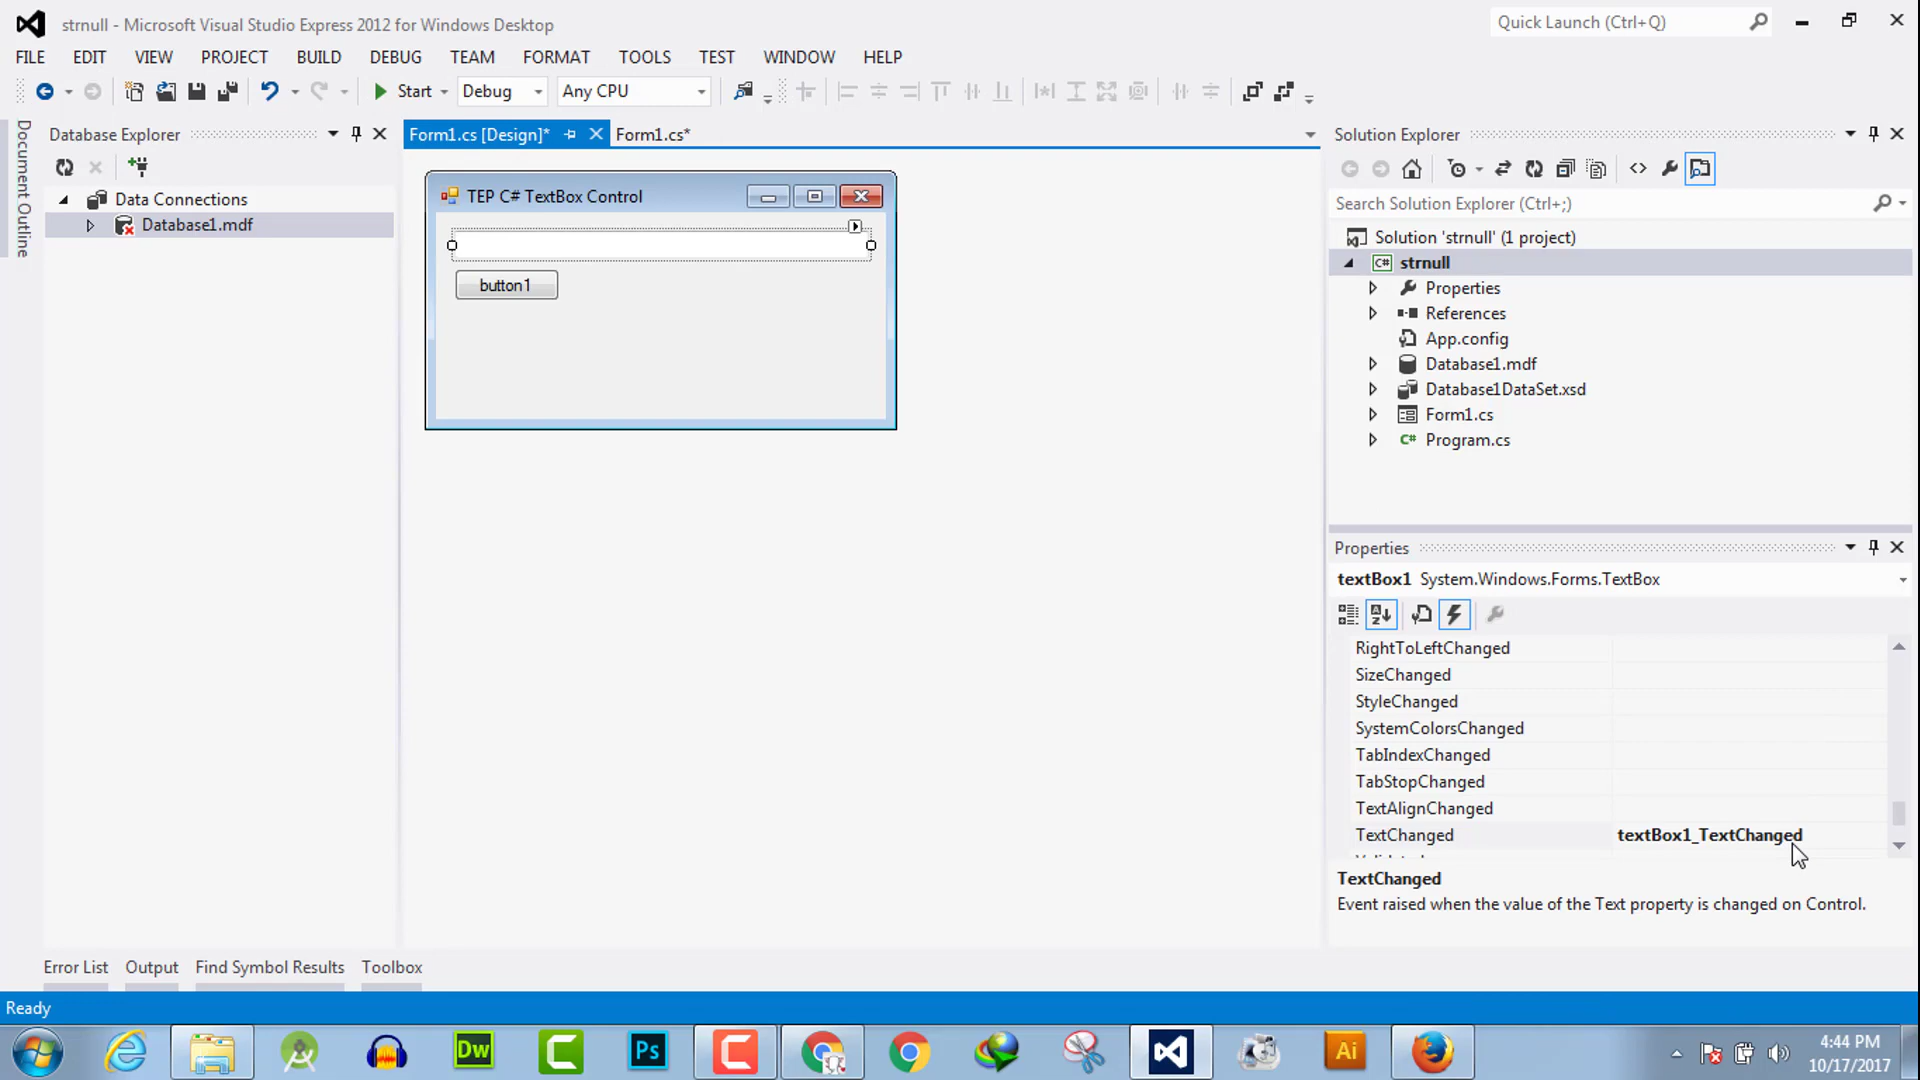 strnull - Microsoft Visual Studio Express 2012 for Windows Desktop
Quick Launch (Ctrl+Q)
FILE EDIT VIEW PROJECT BUILD DEBUG TEAM FORMAT TOOLS TEST WINDOW HELP
Start Debug Any CPU
Document Outline
Database Explorer
Data Connections
Database1.mdf
Form1.cs [Design]* Form1.cs*
TEP C# TextBox Control
button1
Solution Explorer
Search Solution Explorer (Ctrl+;)
Solution 'strnull' (1 project)
C# strnull
Properties
References
App.config
Database1.mdf
Database1DataSet.xsd
Form1.cs
C# Program.cs
Properties
textBox1 System.Windows.Forms.TextBox
RightToLeftChanged
SizeChanged
StyleChanged
SystemColorsChanged
TabIndexChanged
TabStopChanged
TextAlignChanged
TextChanged textBox1_TextChanged
TextChanged
Event raised when the value of the Text property is changed on Control.
Error List Output Find Symbol Results Toolbox
Ready
Dw
Ps
Ai
4:44 PM
10/17/2017